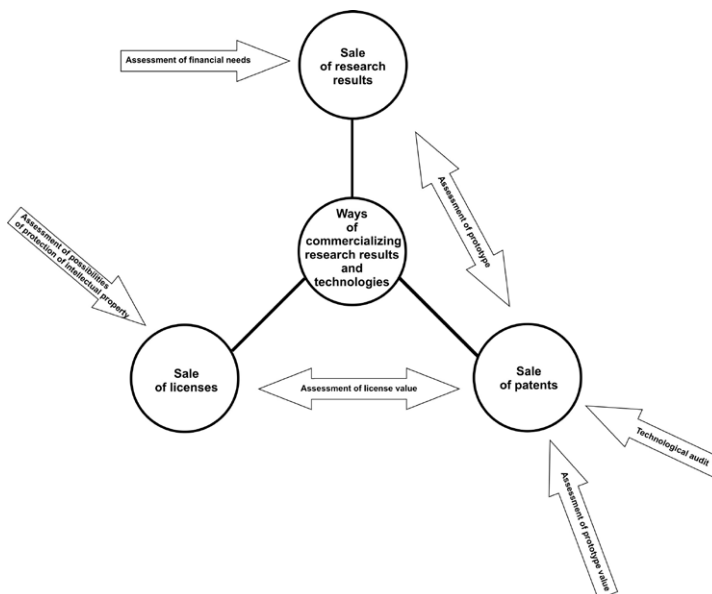 Sale
of research
results
Assessment of financial needs
Assessment of prototype
Ways
of
commercializing
research results
and
technologies
Assessment of possibilities
of protection of intellectual property
Sale
of licenses
Assessment of license value
Sale
of patents
Technological audit
Assessment of prototype value